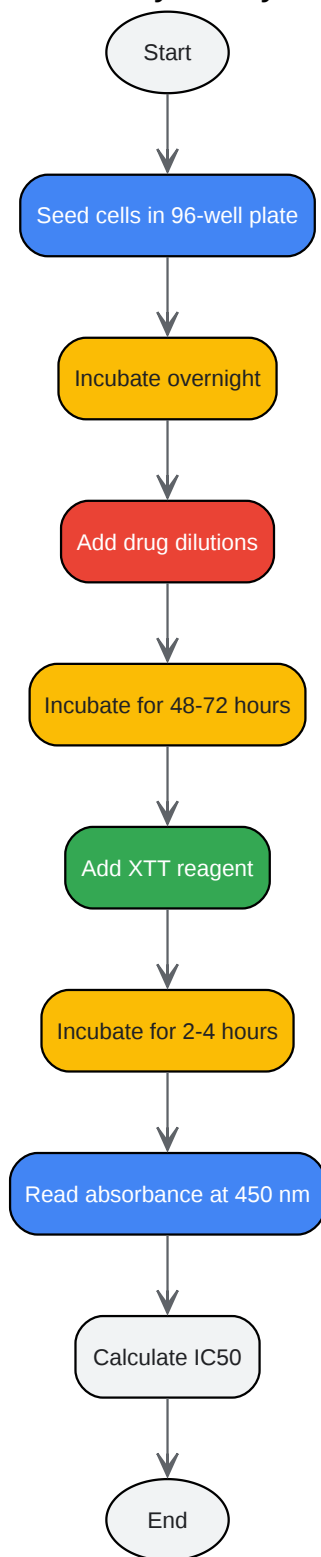 Start
Seed cells in 96-well plate
Incubate overnight
Add drug dilutions
Incubate for 48-72 hours
Add XTT reagent
Incubate for 2-4 hours
Read absorbance at 450 nm
Calculate IC50
End